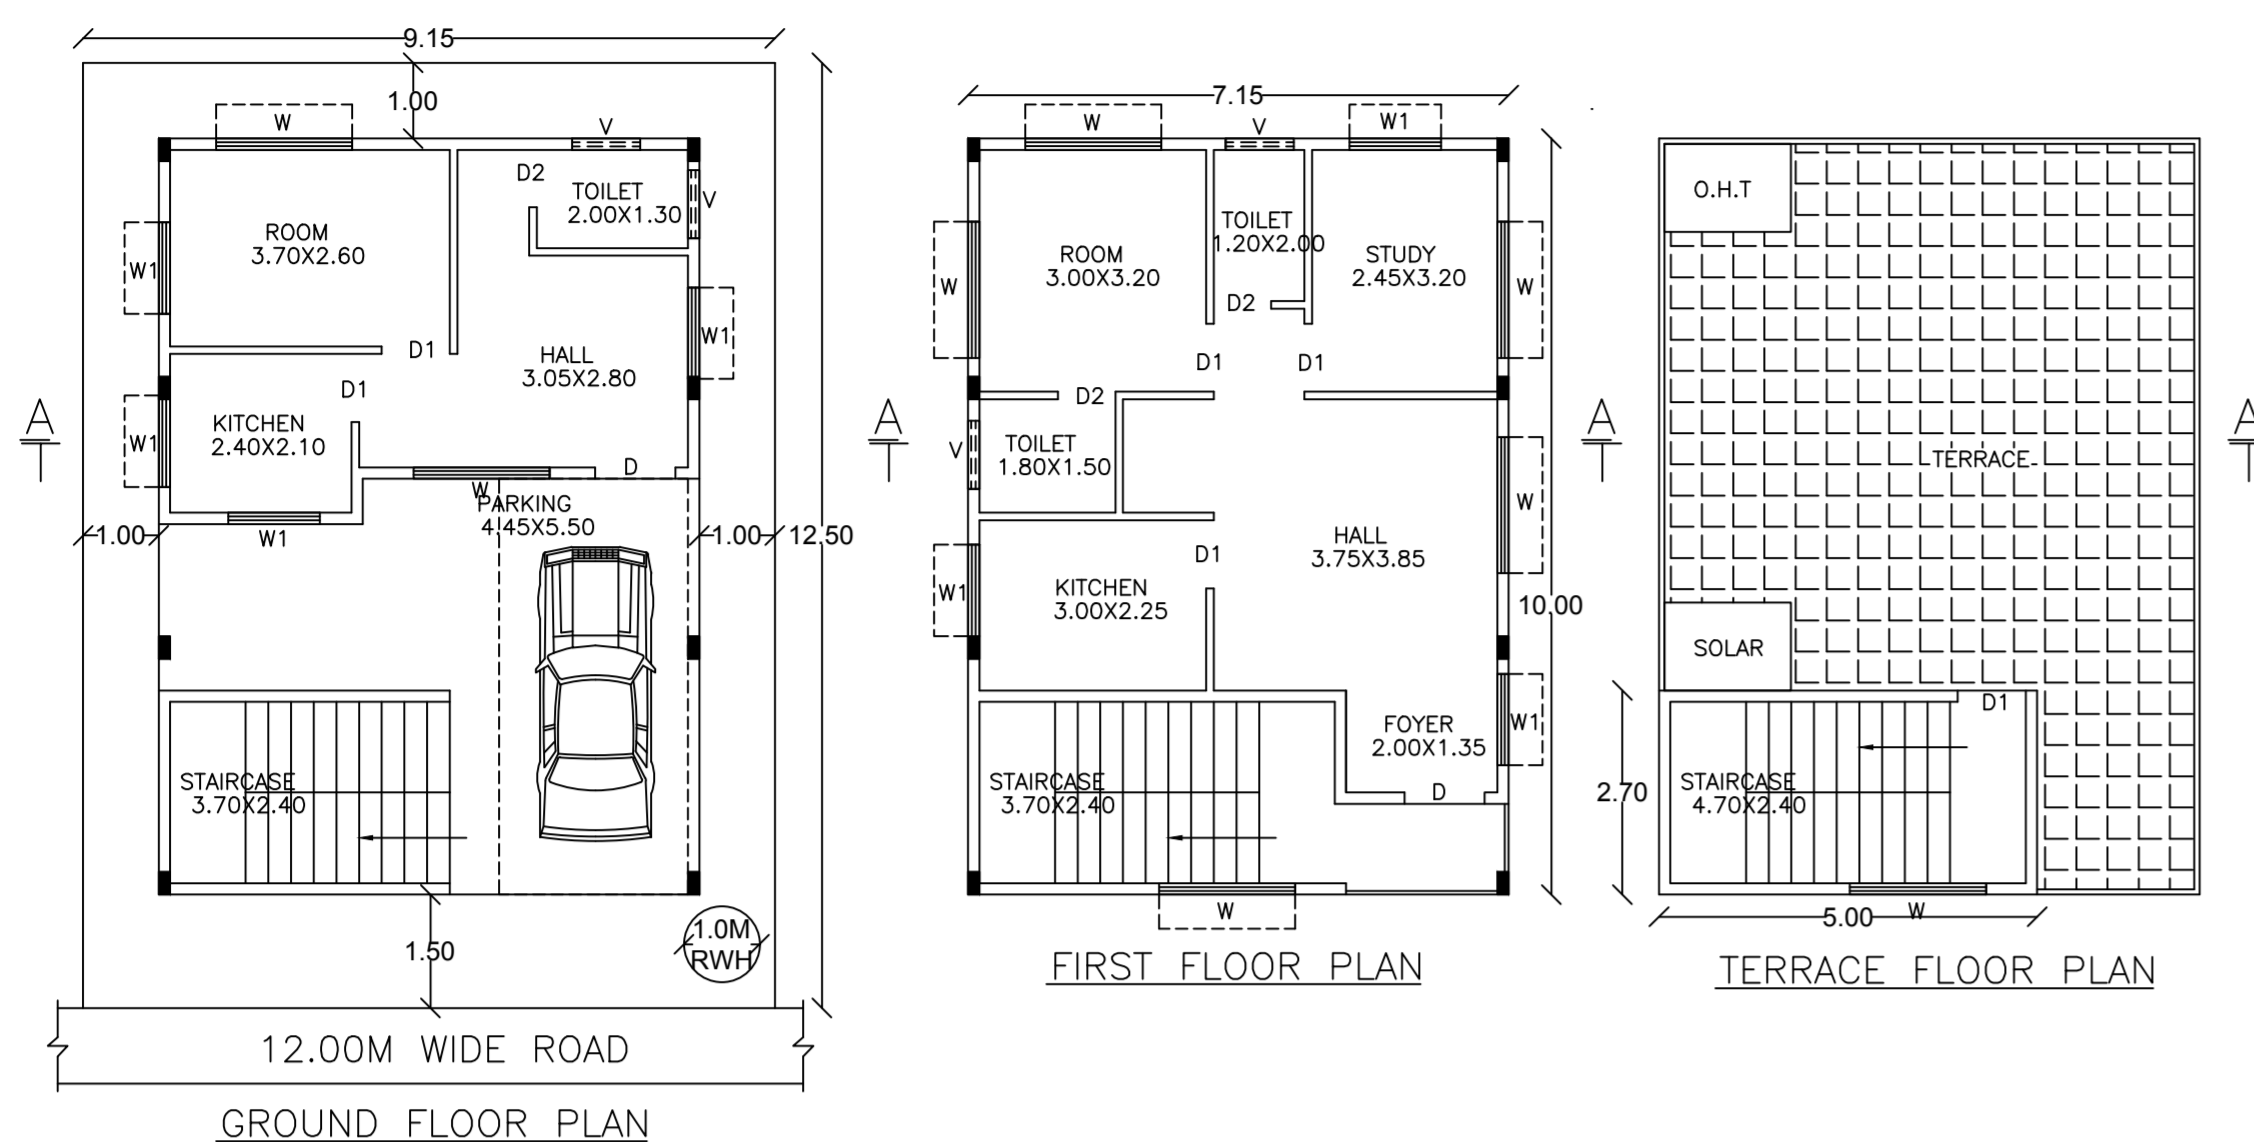 9.15
1.00
W
V
D2
TOILET
2.00X1.30
V
ROOM
3.70X2.60
W1
W1
D1
HALL
3.05X2.80
D1
A
KITCHEN
2.40X2.10
W1
D
W
PARKING
4.45X5.50
1.00
W1
1.00
12.50
STAIRCASE
3.70X2.40
1.50
1.0M
RWH
12.00M WIDE ROAD
GROUND FLOOR PLAN
7.15
W
V
W1
TOILET
1.20X2.00
ROOM
3.00X3.20
STUDY
2.45X3.20
W
W
D2
D1
D1
D2
A
TOILET
1.80X1.50
V
W
HALL
3.75X3.85
D1
KITCHEN
3.00X2.25
W1
10.00
FOYER
2.00X1.35
W1
STAIRCASE
3.70X2.40
D
W
FIRST FLOOR PLAN
O.H.T
A
A
TERRACE
SOLAR
D1
2.70
STAIRCASE
4.70X2.40
5.00
W
TERRACE FLOOR PLAN